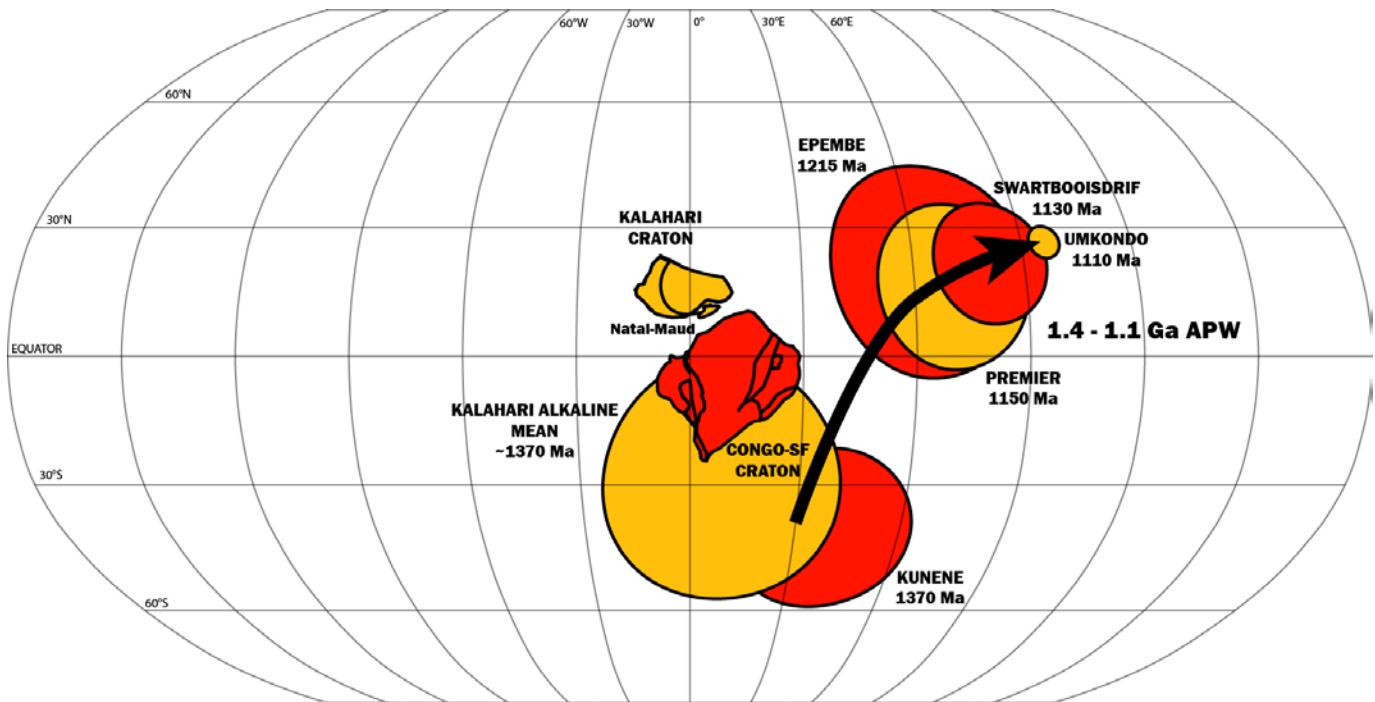 60°W
30°W
0°
30°E
60°E
60°N
EPEMBE
1215 Ma
SWARTBOOISDRIF
1130 Ma
30°N
KALAHARI
CRATON
UMKONDO
1110 Ma
Natal-Maud
1.4 - 1.1 Ga APW
EQUATOR
PREMIER
1150 Ma
KALAHARI ALKALINE
MEAN
~1370 Ma
CONGO-SF
CRATON
30°S
KUNENE
1370 Ma
60°S